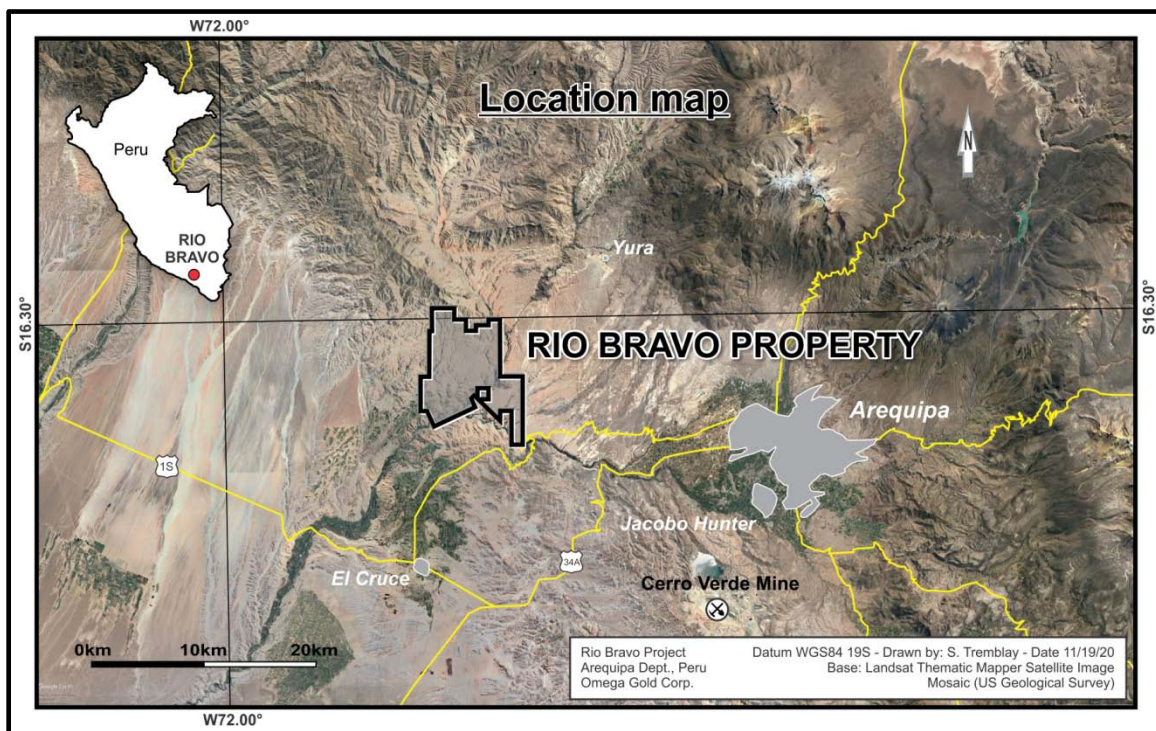 W72.00°
Location map
N
Peru
RIO
BRAVO
Yura
S16.30°
S16.30°
RIO BRAVO PROPERTY
Arequipa
1S
Jacobo Hunter
34A
El Cruce
Cerro Verde Mine
0km
10km
20km
Rio Bravo Project
Arequipa Dept., Peru
Omega Gold Corp.
Datum WGS84 19S - Drawn by: S. Tremblay - Date 11/19/20
Base: Landsat Thematic Mapper Satellite Image
Mosaic (US Geological Survey)
Google Earth
W72.00°